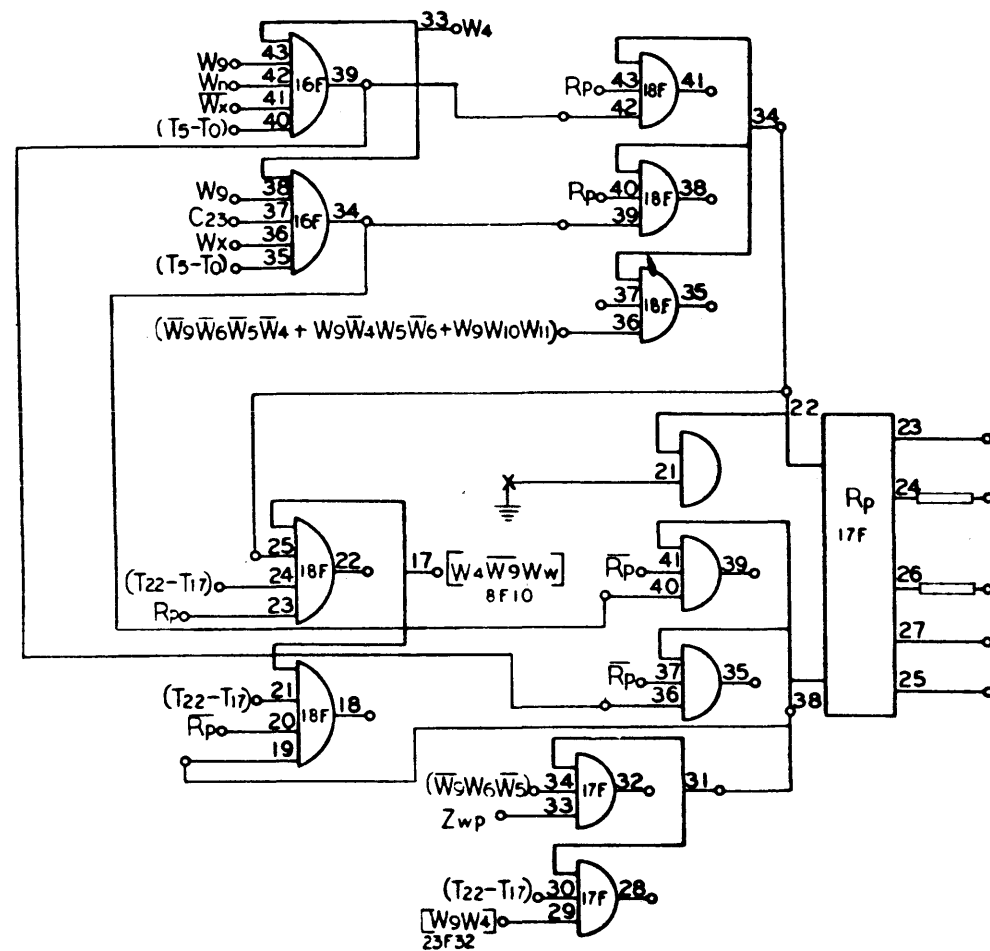 33 W4
W9 43
Wn 42 16F 39
W̅x 41
(T5-T0) 40
RP 43 18F 41
42
34
W9 38
C23 37 16F 34
Wx 36
(T5-T0) 35
RP 40 18F 38
39
37 18F 35
(W̅9W̅6W̅5W̅4 + W9W̅4W5W̅6 + W9W10W11) 36
22
21
23
24
RP
17F
26
27
25
25
(T22-T17) 24 18F 22
RP 23
17 [W4W̅9Ww]
8F10
R̅P 41 39
40
R̅P 37 35
36
38
(T22-T17) 21
R̅P 20 18F 18
19
(W̅9W6W̅5) 34 17F 32
Zwp 33
31
(T22-T17) 30 17F 28
[W9W4] 29
23F32